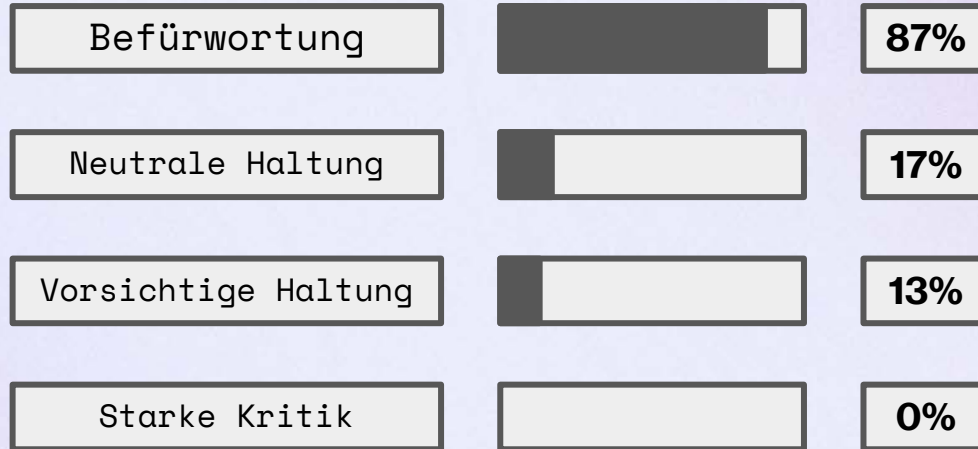 Befürwortung 87%
Neutrale Haltung 17%
Vorsichtige Haltung 13%
Starke Kritik 0%